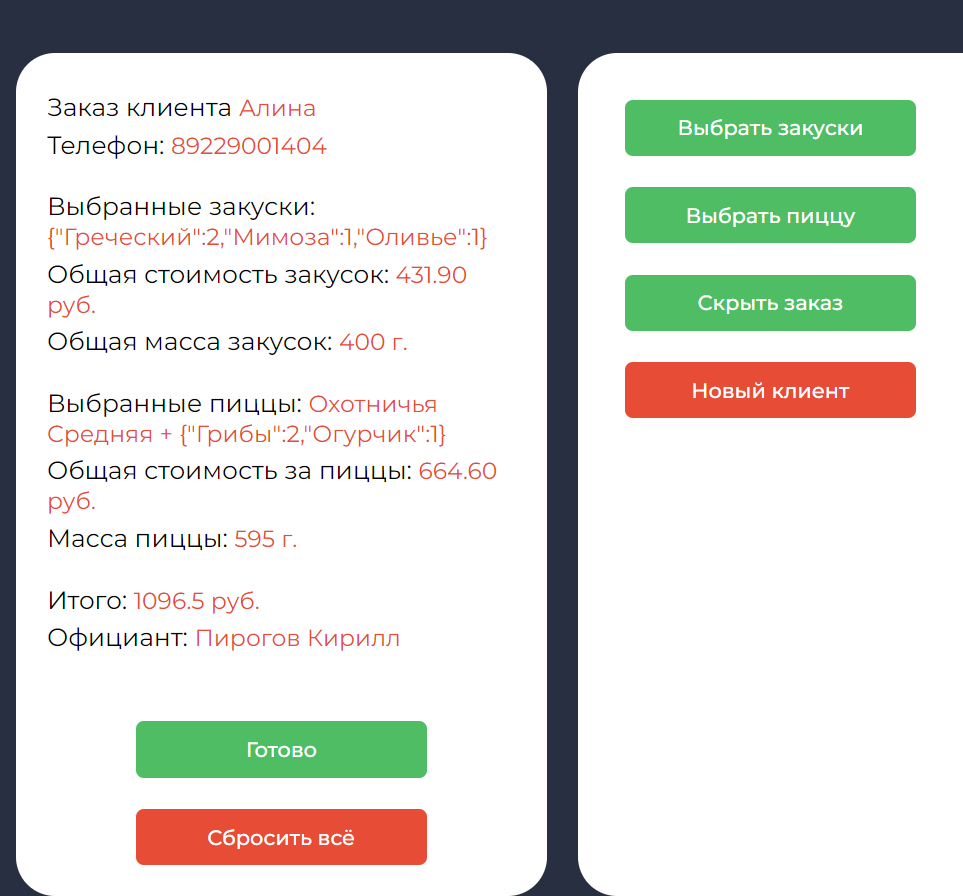 Заказ клиента Алина
Телефон: 89229001404
Выбранные закуски:
{"Греческий":2,"Мимоза":1,"Оливье":1}
Общая стоимость закусок: 431.90
руб.
Общая масса закусок: 400 г.
Выбранные пиццы: Охотничья
Средняя + {"Грибы":2,"Огурчик":1}
Общая стоимость за пиццы: 664.60
руб.
Масса пиццы: 595 г.
Итого: 1096.5 руб.
Официант: Пирогов Кирилл
Готово
Сбросить всё
Выбрать закуски
Выбрать пиццу
Скрыть заказ
Новый клиент